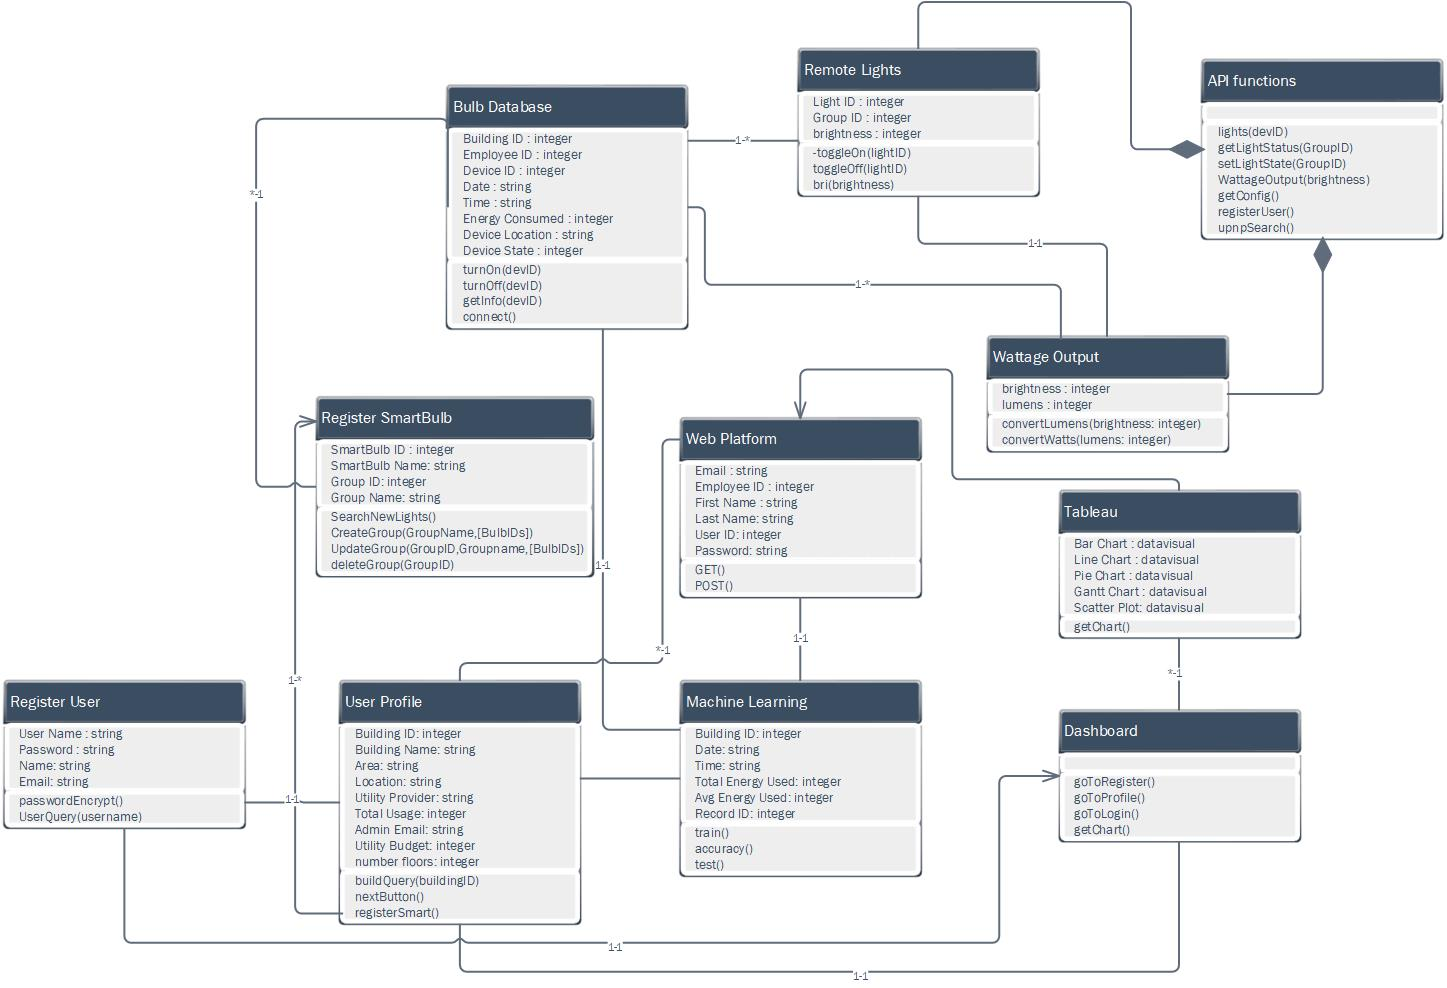 Remote Lights
Light ID : integer
Group ID : integer
brightness : integer
-toggleOn(lightID)
toggleOff(lightID)
bri(brightness)
API functions
lights(devID)
getLightStatus(GroupID)
setLightState(GroupID)
WattageOutput(brightness)
getConfig()
registerUser()
upnpSearch()
Bulb Database
Building ID : integer
Employee ID : integer
Device ID : integer
Date : string
Time : string
Energy Consumed : integer
Device Location : string
Device State : integer
turnOn(devID)
turnOff(devID)
getInfo(devID)
connect()
1-*
*-1
1-1
1-*
Wattage Output
brightness : integer
lumens : integer
convertLumens(brightness: integer)
convertWatts(lumens: integer)
Register SmartBulb
SmartBulb ID : integer
SmartBulb Name: string
Group ID: integer
Group Name: string
SearchNewLights()
CreateGroup(GroupName,[BulbIDs])
UpdateGroup(GroupID,Groupname,[BulbIDs])
deleteGroup(GroupID)
1-1
Web Platform
Email : string
Employee ID : integer
First Name : string
Last Name: string
User ID: integer
Password: string
GET()
POST()
Tableau
Bar Chart : datavisual
Line Chart : datavisual
Pie Chart : datavisual
Gantt Chart : datavisual
Scatter Plot: datavisual
getChart()
1-1
*-1
*-1
1-*
Register User
User Name : string
Password : string
Name: string
Email: string
passwordEncrypt()
UserQuery(username)
1-1
User Profile
Building ID: integer
Building Name: string
Area: string
Location: string
Utility Provider: string
Total Usage: integer
Admin Email: string
Utility Budget: integer
number floors: integer
buildQuery(buildingID)
nextButton()
registerSmart()
Machine Learning
Building ID: integer
Date: string
Time: string
Total Energy Used: integer
Avg Energy Used: integer
Record ID: integer
train()
accuracy()
test()
Dashboard
goToRegister()
goToProfile()
goToLogin()
getChart()
1-1
1-1